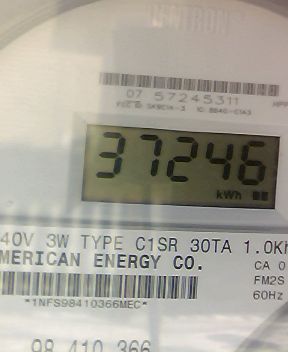 07 57245311
37246
kWh
40V 3W TYPE C1SR 30TA 1.0Kh
MERICAN ENERGY CO.
CA 0
FM2S
60Hz
*1NFS98410366MEC*
98 410 366